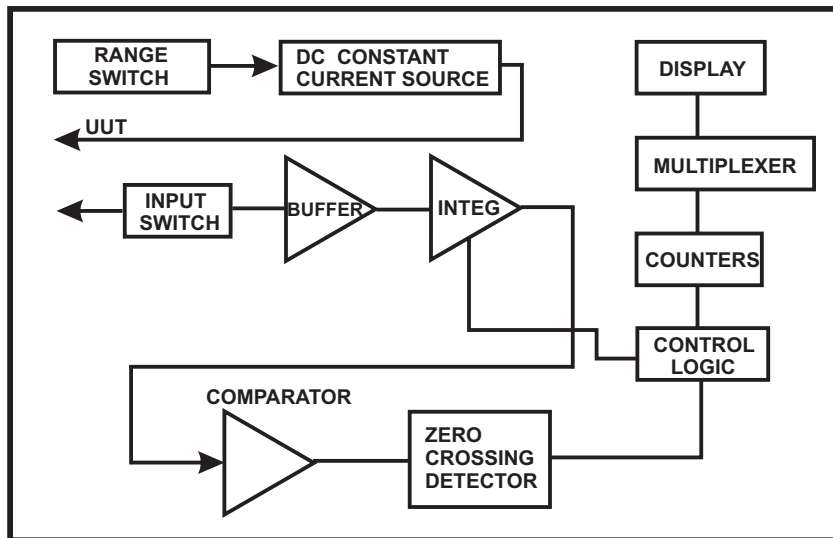 RANGE
SWITCH
DC CONSTANT
CURRENT SOURCE
DISPLAY
UUT
MULTIPLEXER
INPUT
SWITCH
BUFFER
INTEG
COUNTERS
CONTROL
LOGIC
COMPARATOR
ZERO
CROSSING
DETECTOR